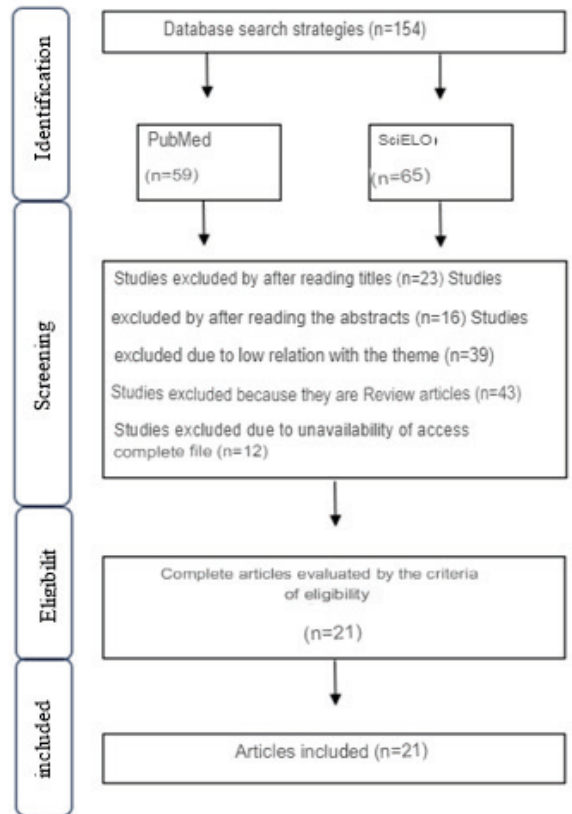 Identification
Database search strategies (n=154)
PubMed
(n=59)
SciELO
(n=65)
Screening
Studies excluded by after reading titles (n=23) Studies
excluded by after reading the abstracts (n=16) Studies
excluded due to low relation with the theme (n=39)
Studies excluded because they are Review articles (n=43)
Studies excluded due to unavailability of access
complete file (n=12)
Eligibilit
Complete articles evaluated by the criteria
of eligibility
(n=21)
included
Articles included (n=21)